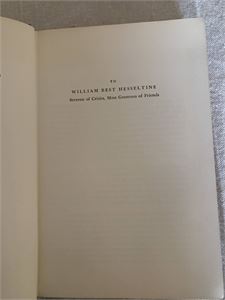 TO
WILLIAM BEST HESSELTINE
Severest of Critics, Most Generous of Friends